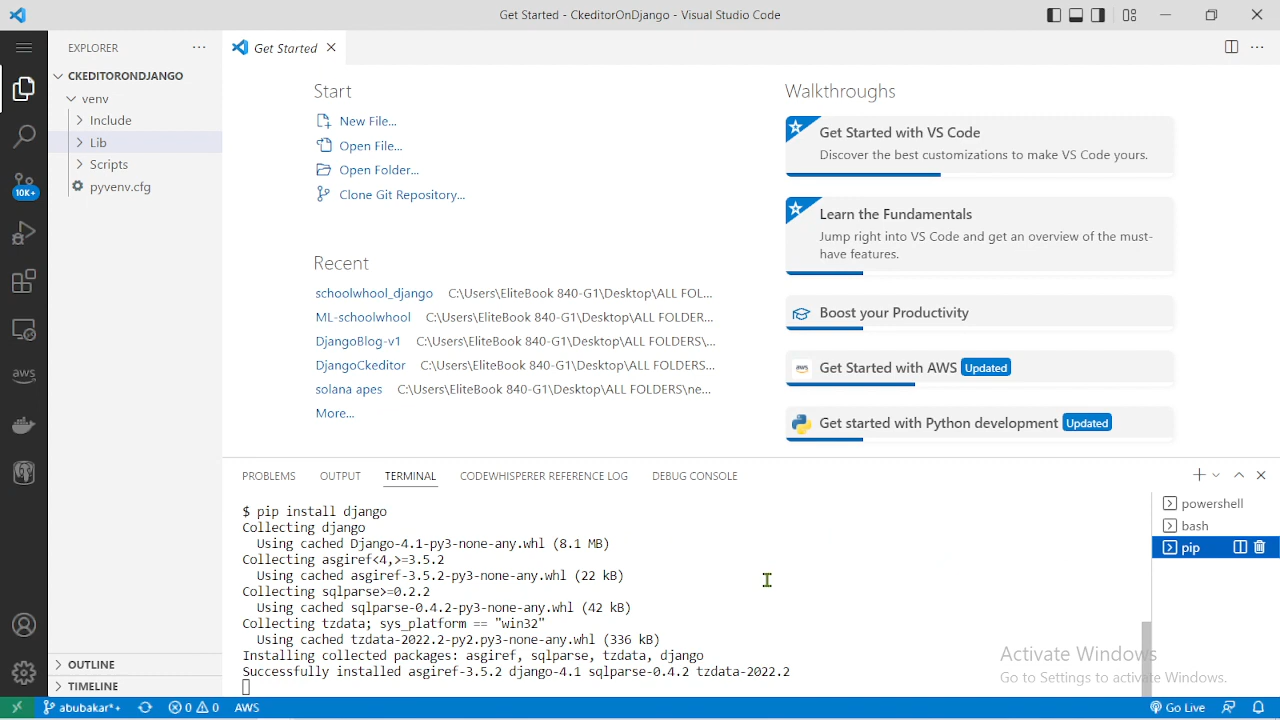 Get Started - CkeditorOnDjango - Visual Studio Code
EXPLORER
CKEDITORONDJANGO
venv
Include
Lib
Scripts
pyvenv.cfg
OUTLINE
TIMELINE
10K+
aws
Get Started
Start
New File...
Open File...
Open Folder...
Clone Git Repository...
Recent
schoolwhool_django C:\Users\EliteBook 840-G1\Desktop\ALL FOL...
ML-schoolwhool C:\Users\EliteBook 840-G1\Desktop\ALL FOLDER...
DjangoBlog-v1 C:\Users\EliteBook 840-G1\Desktop\ALL FOLDERS\...
DjangoCkeditor C:\Users\EliteBook 840-G1\Desktop\ALL FOLDERS...
solana apes C:\Users\EliteBook 840-G1\Desktop\ALL FOLDERS\ne...
More...
Walkthroughs
Get Started with VS Code
Discover the best customizations to make VS Code yours.
Learn the Fundamentals
Jump right into VS Code and get an overview of the must-
have features.
Boost your Productivity
aws Get Started with AWS Updated
Get started with Python development Updated
PROBLEMS OUTPUT TERMINAL CODEWHISPERER REFERENCE LOG DEBUG CONSOLE
$ pip install django
Collecting django
Using cached Django-4.1-py3-none-any.whl (8.1 MB)
Collecting asgiref<4,>=3.5.2
Using cached asgiref-3.5.2-py3-none-any.whl (22 kB)
Collecting sqlparse>=0.2.2
Using cached sqlparse-0.4.2-py3-none-any.whl (42 kB)
Collecting tzdata; sys_platform == "win32"
Using cached tzdata-2022.2-py2.py3-none-any.whl (336 kB)
Installing collected packages: asgiref, sqlparse, tzdata, django
Successfully installed asgiref-3.5.2 django-4.1 sqlparse-0.4.2 tzdata-2022.2
powershell
bash
pip
Activate Windows
Go to Settings to activate Windows.
abubakar*+ 0 0 AWS Go Live